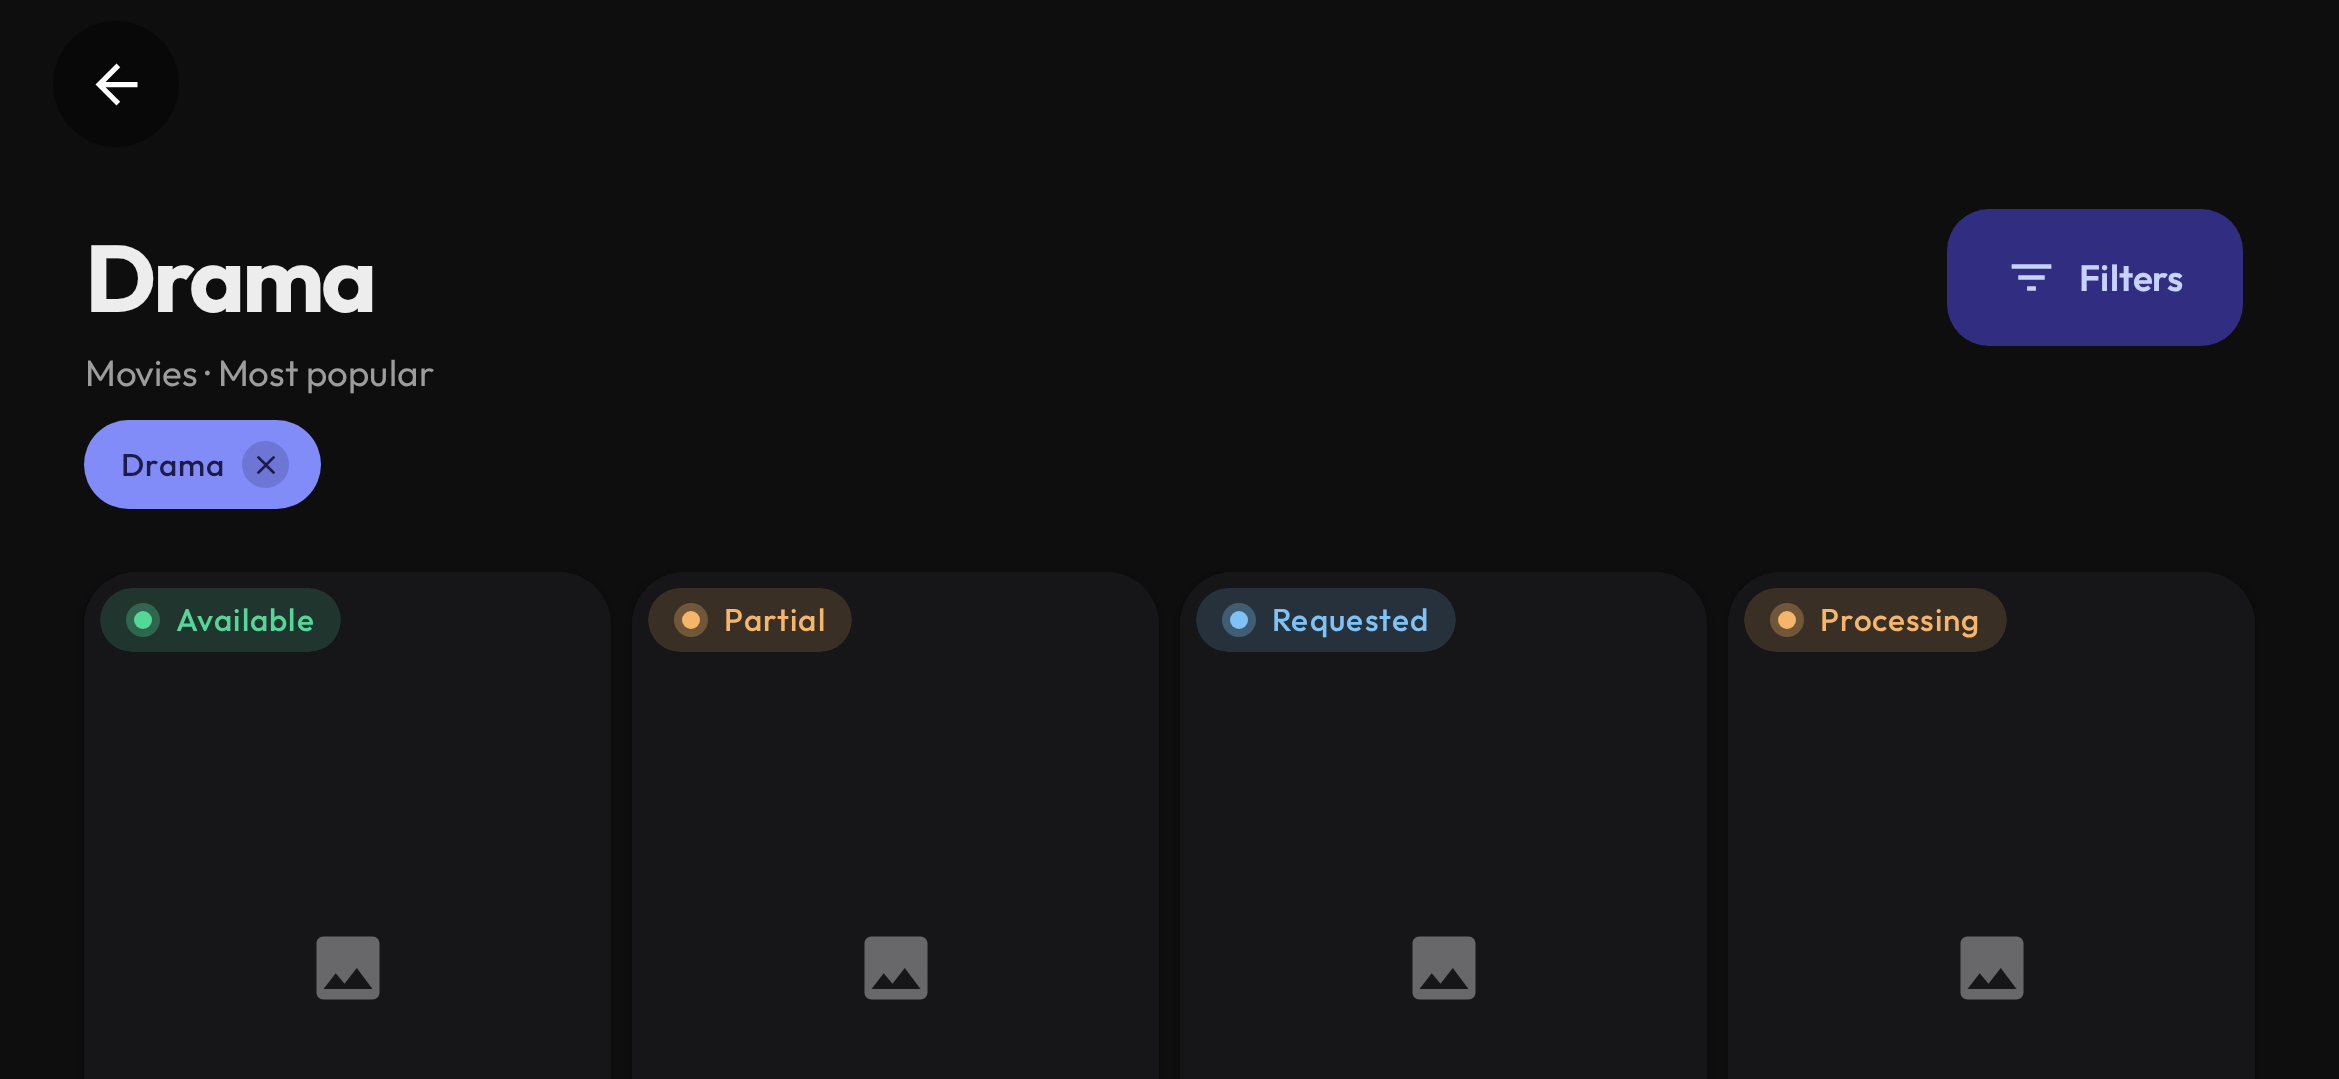 Drama
Filters
Movies · Most popular
Drama
Available
Partial
Requested
Processing